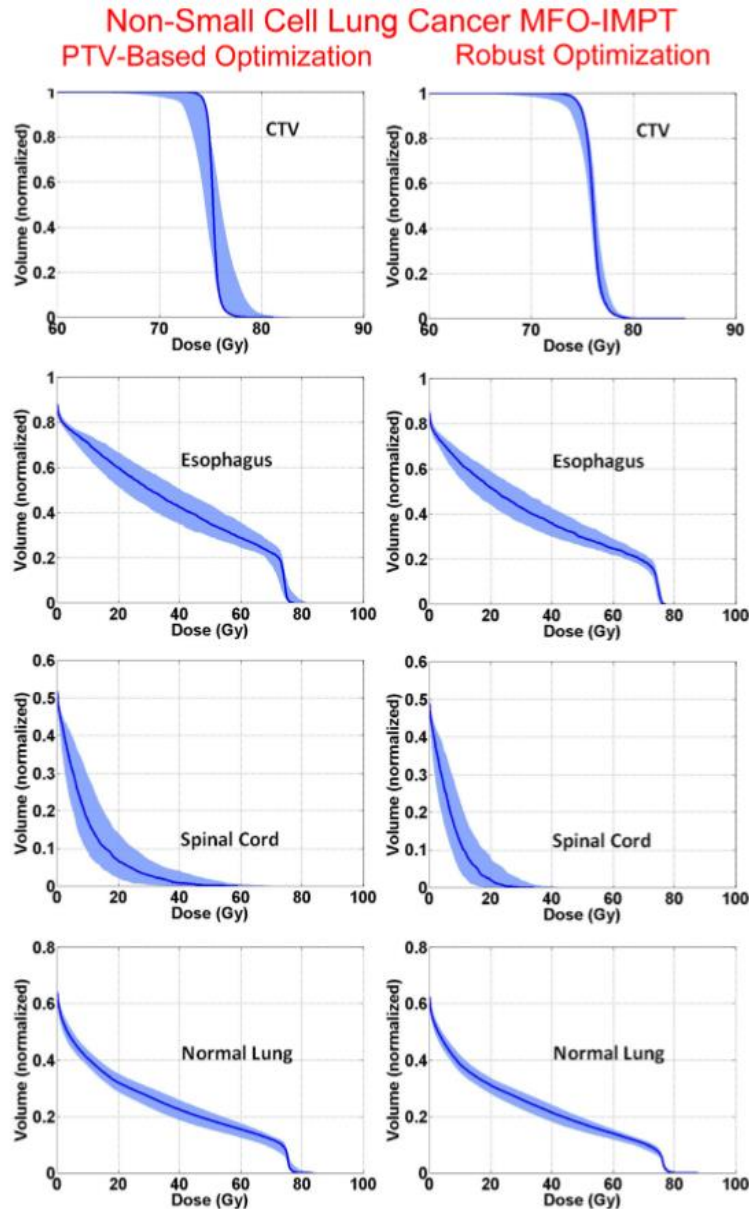 Non-Small Cell Lung Cancer MFO-IMPT
PTV-Based Optimization Robust Optimization
1
0.8
0.6
0.4
0.2
0
Volume (normalized)
CTV
60 70 80 90
Dose (Gy)
1
0.8
0.6
0.4
0.2
0
Volume (normalized)
CTV
60 70 80 90
Dose (Gy)
1
0.8
0.6
0.4
0.2
0
Volume (normalized)
Esophagus
0 20 40 60 80 100
Dose (Gy)
1
0.8
0.6
0.4
0.2
0
Volume (normalized)
Esophagus
0 20 40 60 80 100
Dose (Gy)
0.6
0.5
0.4
0.3
0.2
0.1
0
Volume (normalized)
Spinal Cord
0 20 40 60 80 100
Dose (Gy)
0.6
0.5
0.4
0.3
0.2
0.1
0
Volume (normalized)
Spinal Cord
0 20 40 60 80 100
Dose (Gy)
0.8
0.6
0.4
0.2
0
Volume (normalized)
Normal Lung
0 20 40 60 80 100
Dose (Gy)
0.8
0.6
0.4
0.2
0
Volume (normalized)
Normal Lung
0 20 40 60 80 100
Dose (Gy)